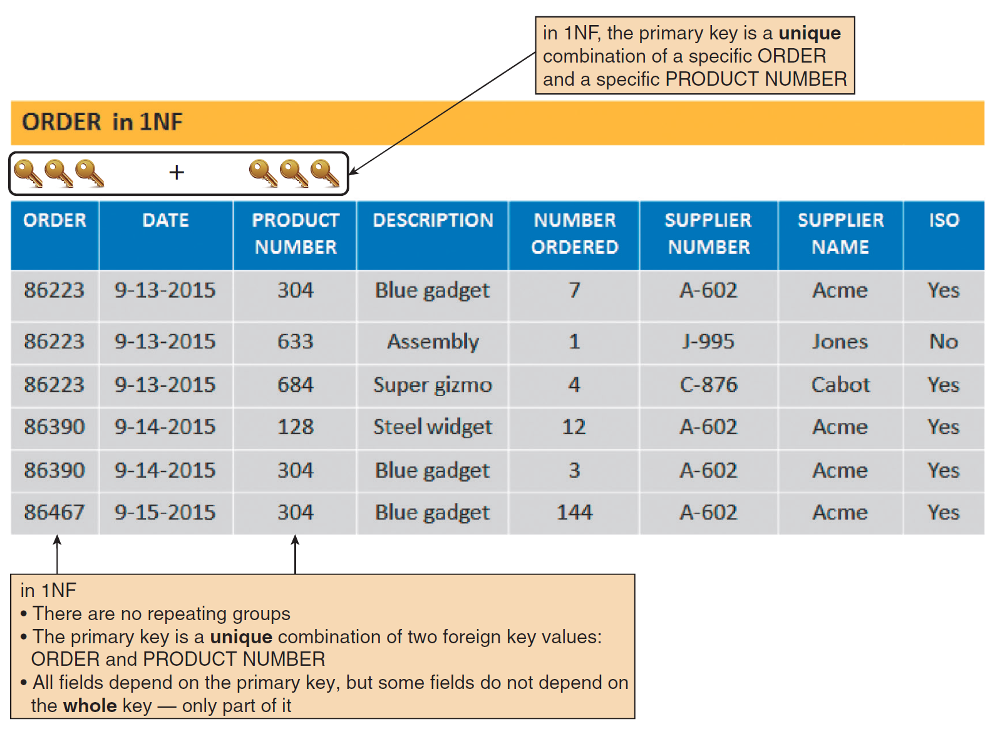 in 1NF, the primary key is a unique
combination of a specific ORDER
and a specific PRODUCT NUMBER
ORDER in 1NF
+
ORDER DATE PRODUCT NUMBER DESCRIPTION NUMBER ORDERED SUPPLIER NUMBER SUPPLIER NAME ISO
86223 9-13-2015 304 Blue gadget 7 A-602 Acme Yes
86223 9-13-2015 633 Assembly 1 J-995 Jones No
86223 9-13-2015 684 Super gizmo 4 C-876 Cabot Yes
86390 9-14-2015 128 Steel widget 12 A-602 Acme Yes
86390 9-14-2015 304 Blue gadget 3 A-602 Acme Yes
86467 9-15-2015 304 Blue gadget 144 A-602 Acme Yes
in 1NF
• There are no repeating groups
• The primary key is a unique combination of two foreign key values:
ORDER and PRODUCT NUMBER
• All fields depend on the primary key, but some fields do not depend on
the whole key — only part of it